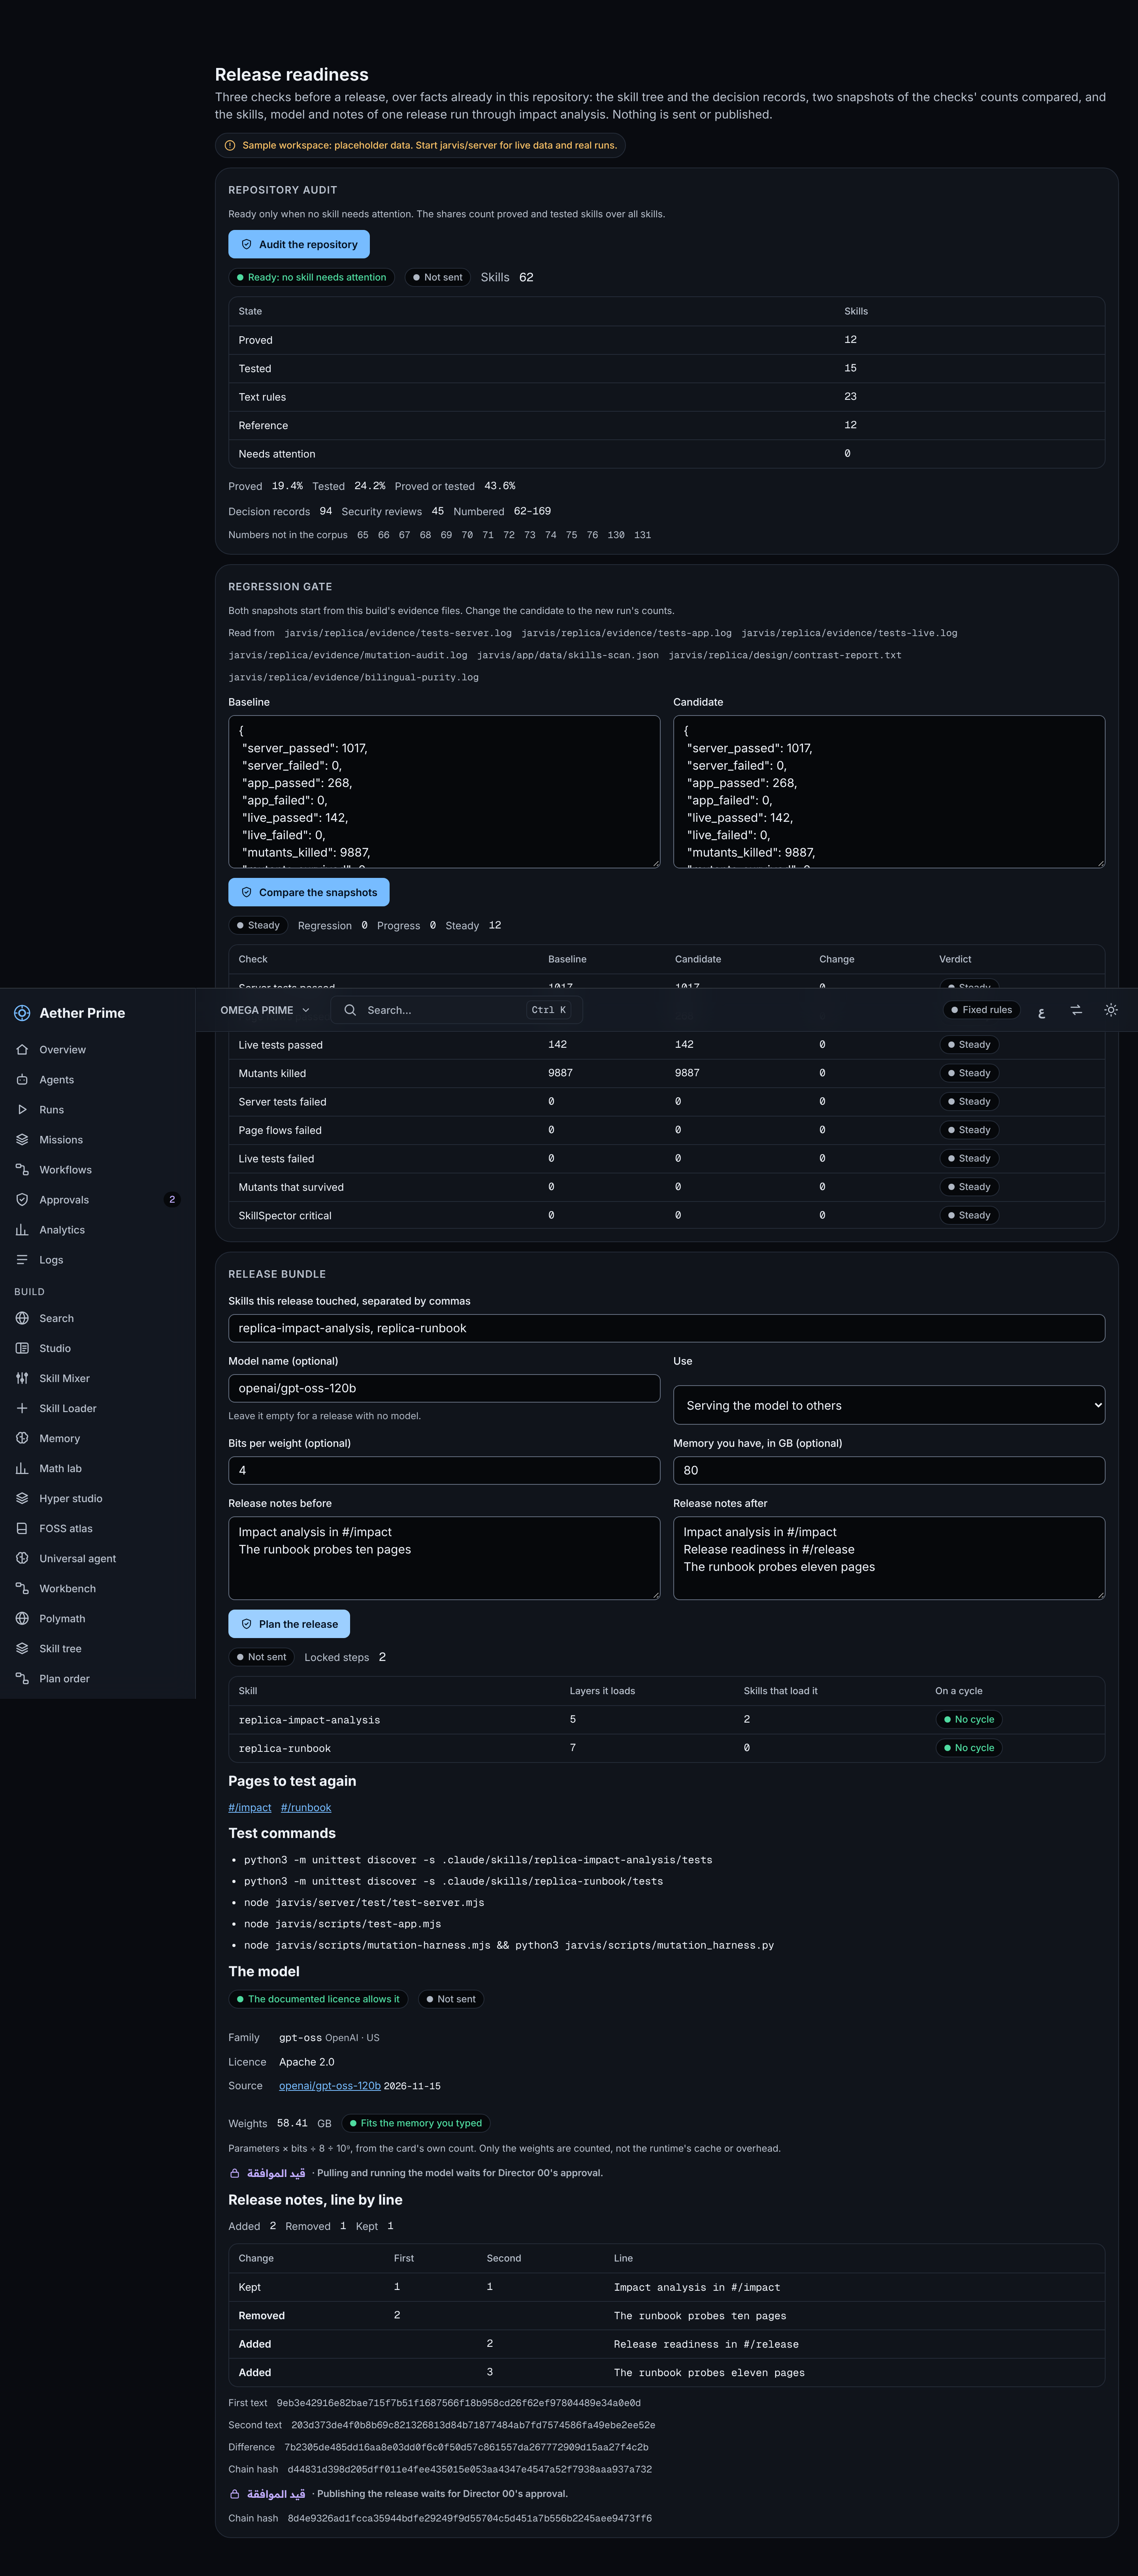 Release readiness
Three checks before a release, over facts already in this repository: the skill tree and the decision records, two snapshots of the checks' counts compared, and
the skills, model and notes of one release run through impact analysis. Nothing is sent or published.
Sample workspace: placeholder data. Start jarvis/server for live data and real runs.
REPOSITORY AUDIT
Ready only when no skill needs attention. The shares count proved and tested skills over all skills.
Audit the repository
Ready: no skill needs attention Not sent Skills 62
State Skills
Proved 12
Tested 15
Text rules 23
Reference 12
Needs attention 0
Proved 19.4% Tested 24.2% Proved or tested 43.6%
Decision records 94 Security reviews 45 Numbered 62–169
Numbers not in the corpus 65 66 67 68 69 70 71 72 73 74 75 76 130 131
REGRESSION GATE
Both snapshots start from this build's evidence files. Change the candidate to the new run's counts.
Read from jarvis/replica/evidence/tests-server.log jarvis/replica/evidence/tests-app.log jarvis/replica/evidence/tests-live.log
jarvis/replica/evidence/mutation-audit.log jarvis/app/data/skills-scan.json jarvis/replica/design/contrast-report.txt
jarvis/replica/evidence/bilingual-purity.log
Baseline
{
"server_passed": 1017,
"server_failed": 0,
"app_passed": 268,
"app_failed": 0,
"live_passed": 142,
"live_failed": 0,
"mutants_killed": 9887,
Candidate
{
"server_passed": 1017,
"server_failed": 0,
"app_passed": 268,
"app_failed": 0,
"live_passed": 142,
"live_failed": 0,
"mutants_killed": 9887,
Compare the snapshots
Steady Regression 0 Progress 0 Steady 12
Check Baseline Candidate Change Verdict
Server tests passed 1017 1017 0 Steady
Aether Prime
OMEGA PRIME Search... Ctrl K Fixed rules ع
Overview
Agents
Runs
Missions
Workflows
Approvals 2
Analytics
Logs
BUILD
Search
Studio
Skill Mixer
Skill Loader
Memory
Math lab
Hyper studio
FOSS atlas
Universal agent
Workbench
Polymath
Skill tree
Plan order
Live tests passed 142 142 0 Steady
Mutants killed 9887 9887 0 Steady
Server tests failed 0 0 0 Steady
Page flows failed 0 0 0 Steady
Live tests failed 0 0 0 Steady
Mutants that survived 0 0 0 Steady
SkillSpector critical 0 0 0 Steady
RELEASE BUNDLE
Skills this release touched, separated by commas
replica-impact-analysis, replica-runbook
Model name (optional)
openai/gpt-oss-120b
Leave it empty for a release with no model.
Use
Serving the model to others
Bits per weight (optional)
4
Memory you have, in GB (optional)
80
Release notes before
Impact analysis in #/impact
The runbook probes ten pages
Release notes after
Impact analysis in #/impact
Release readiness in #/release
The runbook probes eleven pages
Plan the release
Not sent Locked steps 2
Skill Layers it loads Skills that load it On a cycle
replica-impact-analysis 5 2 No cycle
replica-runbook 7 0 No cycle
Pages to test again
#/impact #/runbook
Test commands
• python3 -m unittest discover -s .claude/skills/replica-impact-analysis/tests
• python3 -m unittest discover -s .claude/skills/replica-runbook/tests
• node jarvis/server/test/test-server.mjs
• node jarvis/scripts/test-app.mjs
• node jarvis/scripts/mutation-harness.mjs && python3 jarvis/scripts/mutation_harness.py
The model
The documented licence allows it Not sent
Family gpt-oss OpenAI · US
Licence Apache 2.0
Source openai/gpt-oss-120b 2026-11-15
Weights 58.41 GB Fits the memory you typed
Parameters × bits ÷ 8 ÷ 10⁹, from the card's own count. Only the weights are counted, not the runtime's cache or overhead.
قيد الموافقة · Pulling and running the model waits for Director 00's approval.
Release notes, line by line
Added 2 Removed 1 Kept 1
Change First Second Line
Kept 1 1 Impact analysis in #/impact
Removed 2 The runbook probes ten pages
Added 2 Release readiness in #/release
Added 3 The runbook probes eleven pages
First text 9eb3e42916e82bae715f7b51f1687566f18b958cd26f62ef97804489e34a0e0d
Second text 203d373de4f0b8b69c821326813d84b71877484ab7fd7574586fa49ebe2ee52e
Difference 7b2305de485dd16aa8e03dd0f6c0f50d57c861557da267772909d15aa27f4c2b
Chain hash d44831d398d205dff011e4fee435015e053aa4347e4547a52f7938aaa937a732
قيد الموافقة · Publishing the release waits for Director 00's approval.
Chain hash 8d4e9326ad1fcca35944bdfe29249f9d55704c5d451a7b556b2245aee9473ff6